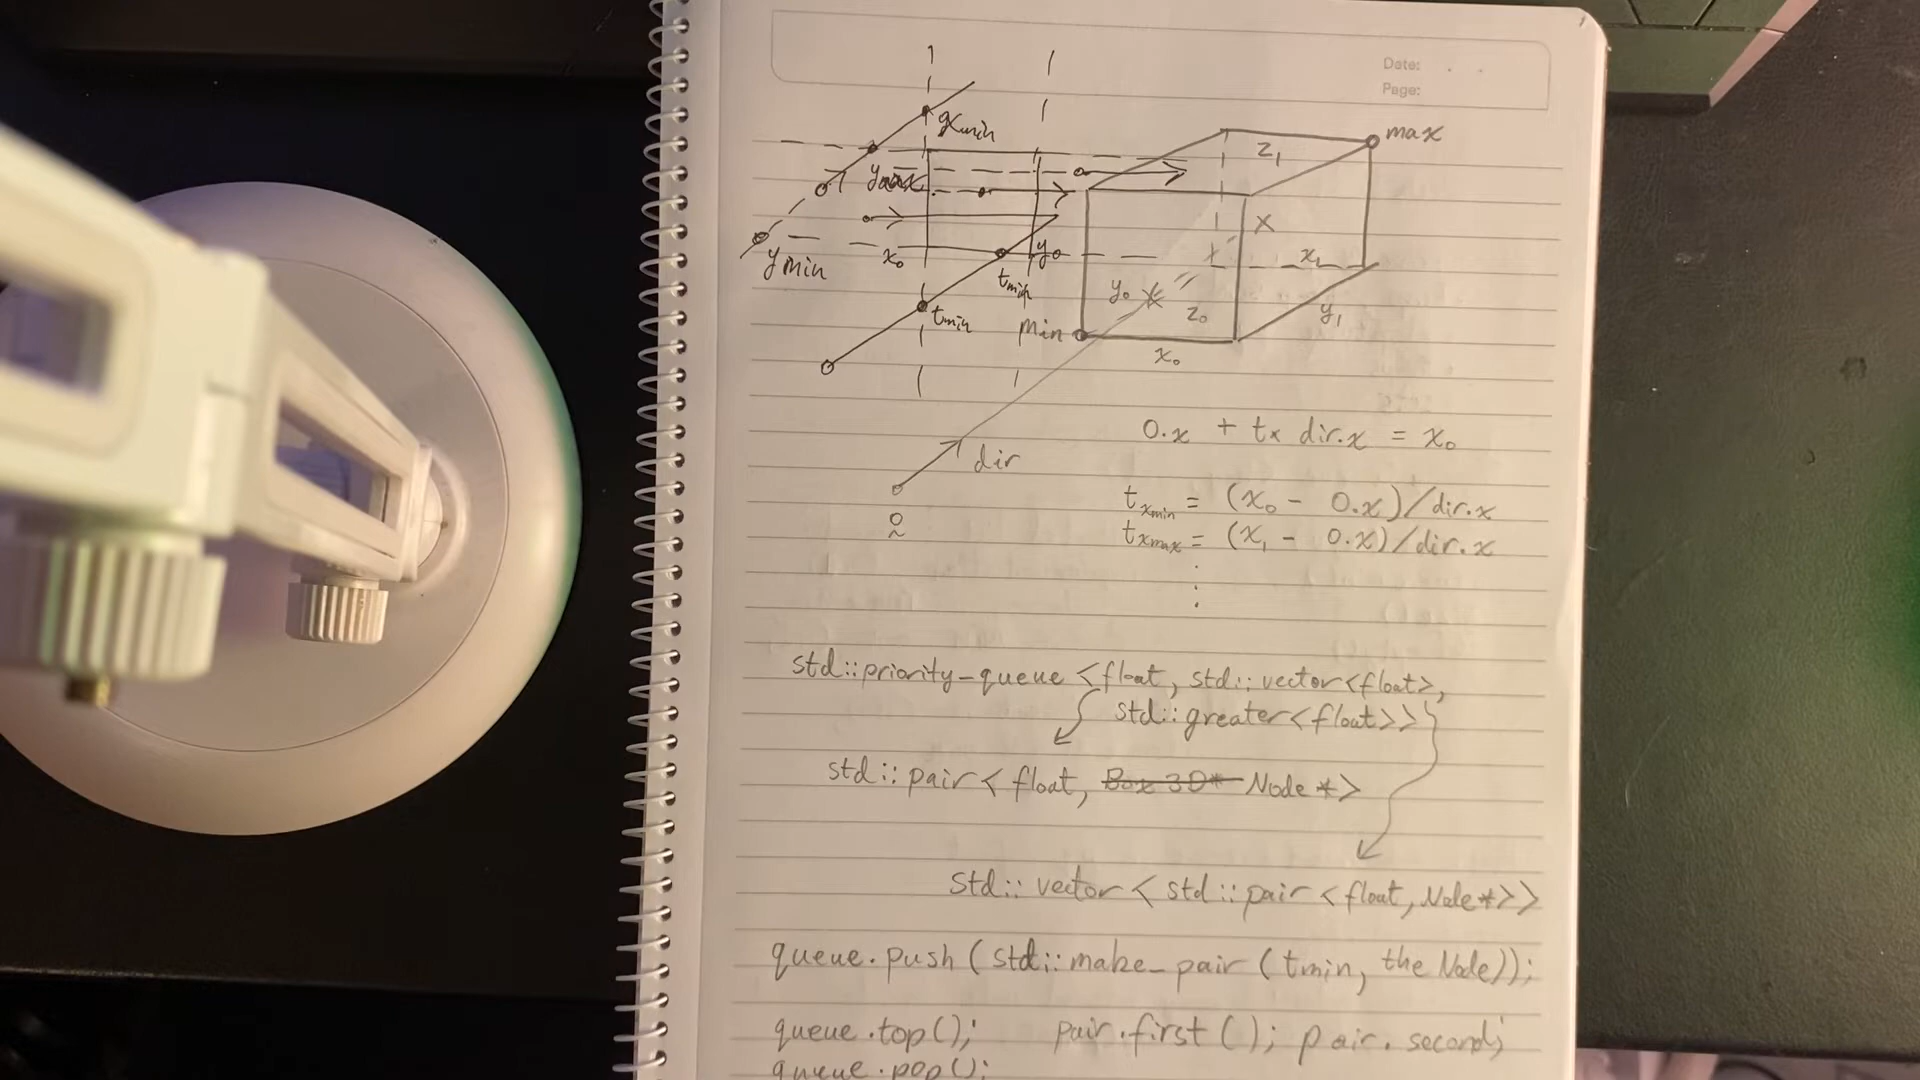 Date:
Page:
xmin
max
z1
ymax
X
x0
y0
x1
ymin
tmin
y0
z0
y1
tmin
min
x0
O.x + tx dir.x = x0
dir
txmin = (x0 - O.x)/dir.x
O
txmax = (x1 - O.x)/dir.x
std::priority-queue <float, std::vector<float>,
std::greater<float>>
std::pair < float, Box3D* Node *>
std::vector < std::pair < float, Node *>>
queue.push (std::make_pair (tmin, the Node));
queue.top(); pair.first(); pair.second;
queue.pop();